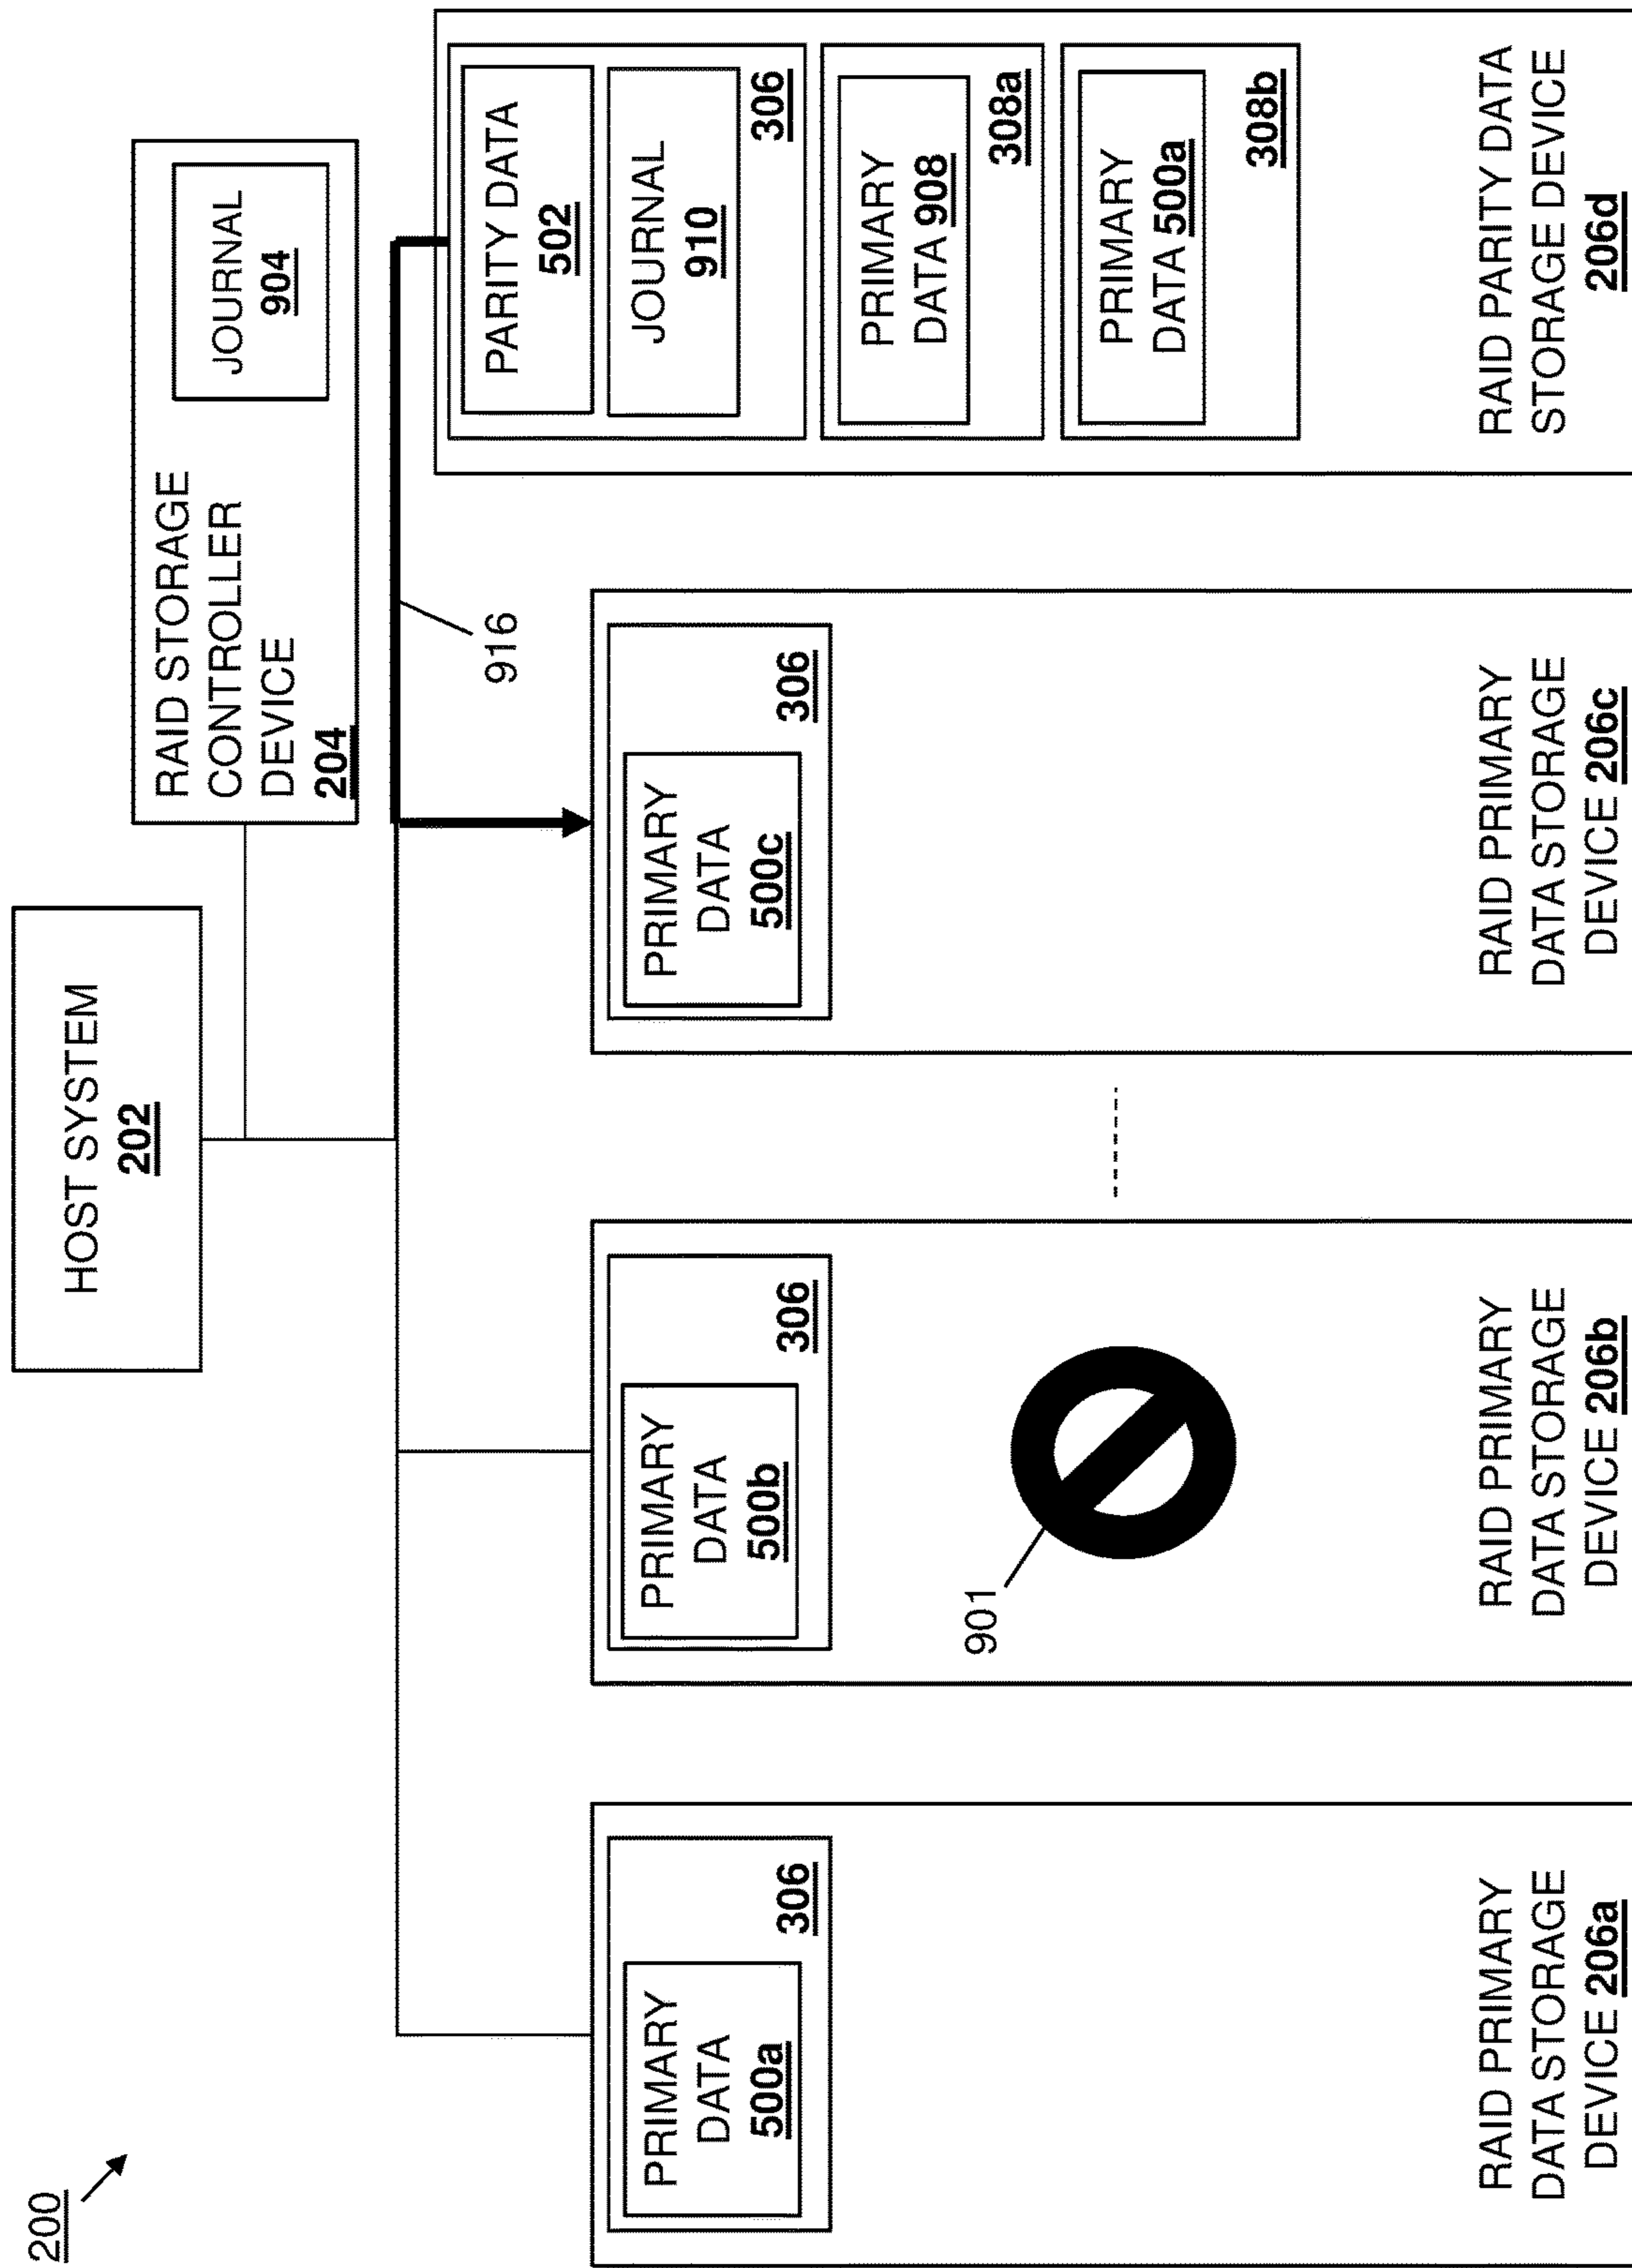 200
HOST SYSTEM
202
RAID STORAGE
CONTROLLER
DEVICE
204
JOURNAL
904
916
PRIMARY
DATA
500a
306
RAID PRIMARY
DATA STORAGE
DEVICE 206a
PRIMARY
DATA
500b
306
901
RAID PRIMARY
DATA STORAGE
DEVICE 206b
PRIMARY
DATA
500c
306
RAID PRIMARY
DATA STORAGE
DEVICE 206c
PARITY DATA
502
JOURNAL
910
306
PRIMARY
DATA 908
308a
PRIMARY
DATA 500a
308b
RAID PARITY DATA
STORAGE DEVICE
206d